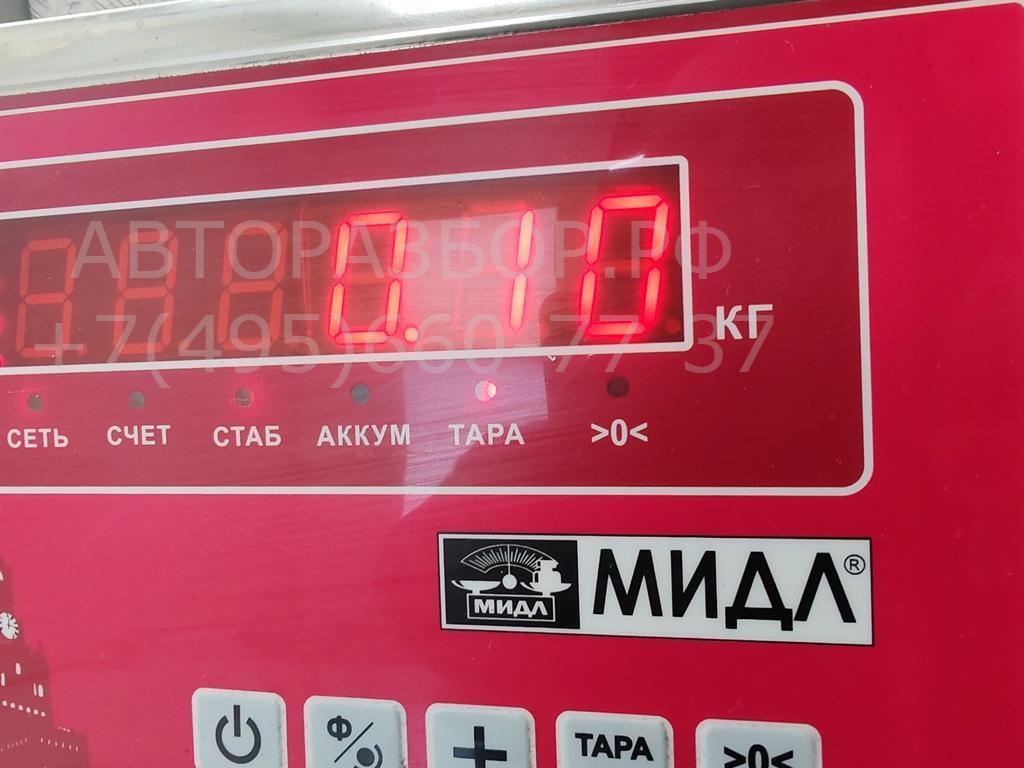 АВТОРАЗБОР.РФ
0.10
+7(495)660-77-37
КГ
СЕТЬ СЧЕТ СТАБ АККУМ ТАРА >0<
МИДЛ
МИДЛ®
Ф
+
ТАРА
>0<